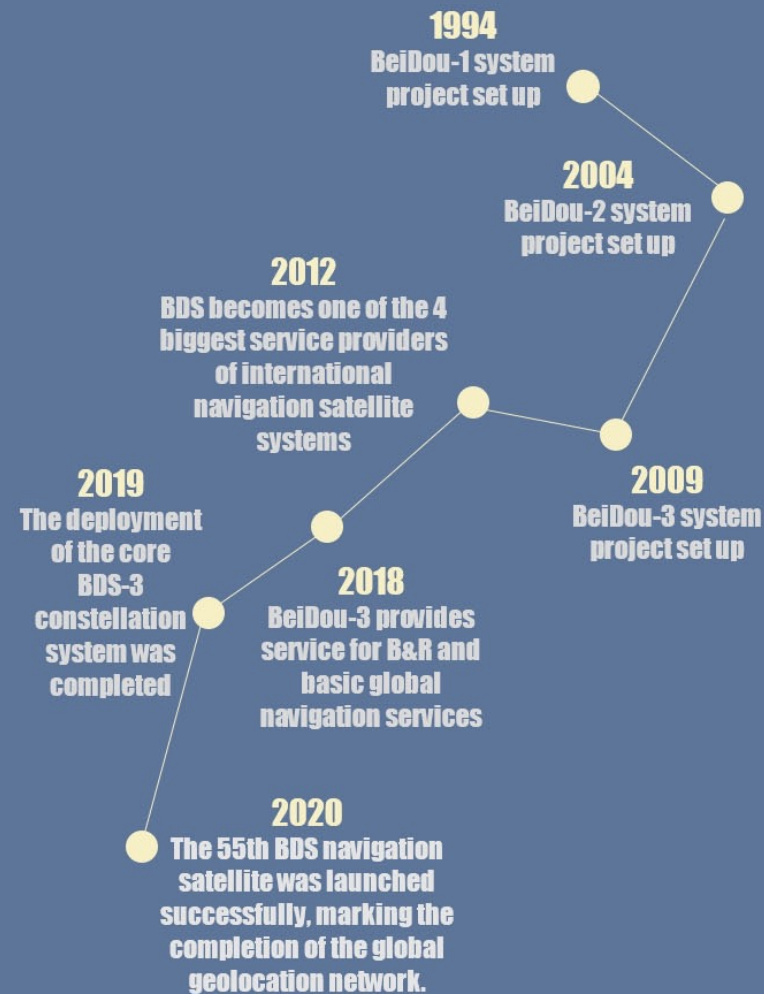 1994
BeiDou-1 system
project set up
2004
BeiDou-2 system
project set up
2012
BDS becomes one of the 4
biggest service providers
of international
navigation satellite
systems
2009
BeiDou-3 system
project set up
2018
BeiDou-3 provides
service for B&R and
basic global
navigation services
2019
The deployment
of the core
BDS-3
constellation
system was
completed
2020
The 55th BDS navigation
satellite was launched
successfully, marking the
completion of the global
geolocation network.